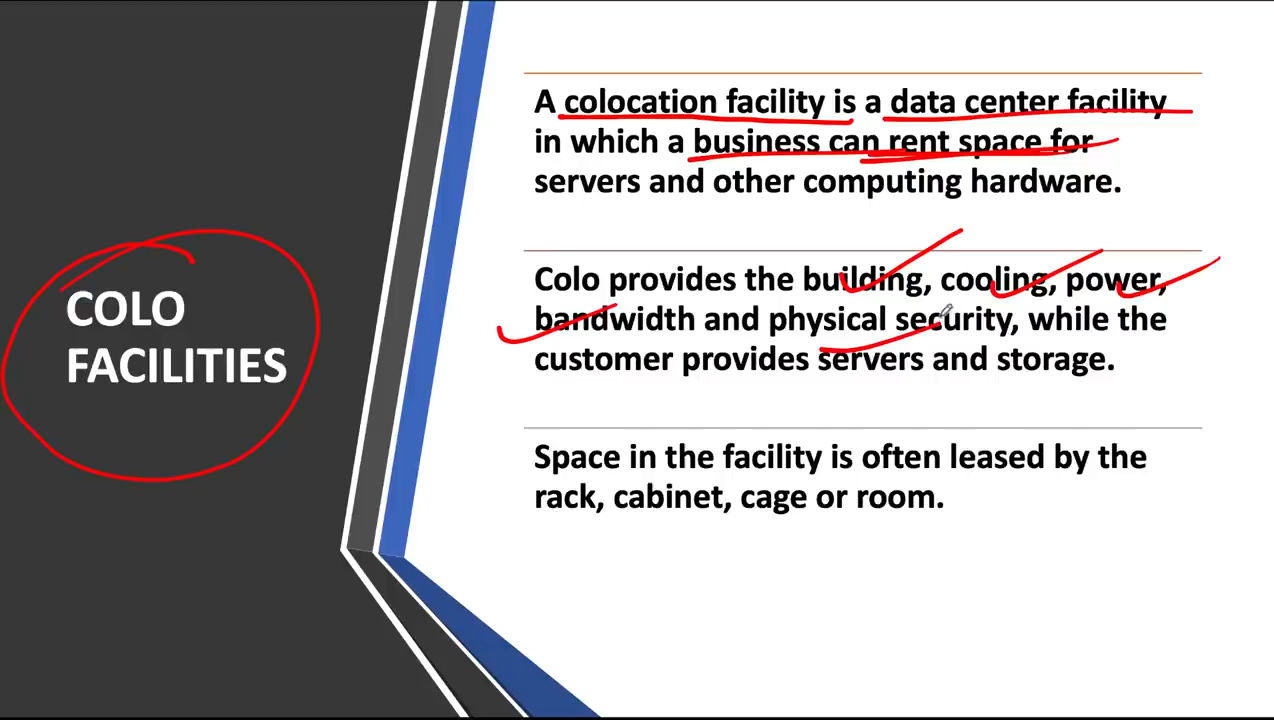 COLO
FACILITIES
A colocation facility is a data center facility
in which a business can rent space for
servers and other computing hardware.
Colo provides the building, cooling, power,
bandwidth and physical security, while the
customer provides servers and storage.
Space in the facility is often leased by the
rack, cabinet, cage or room.